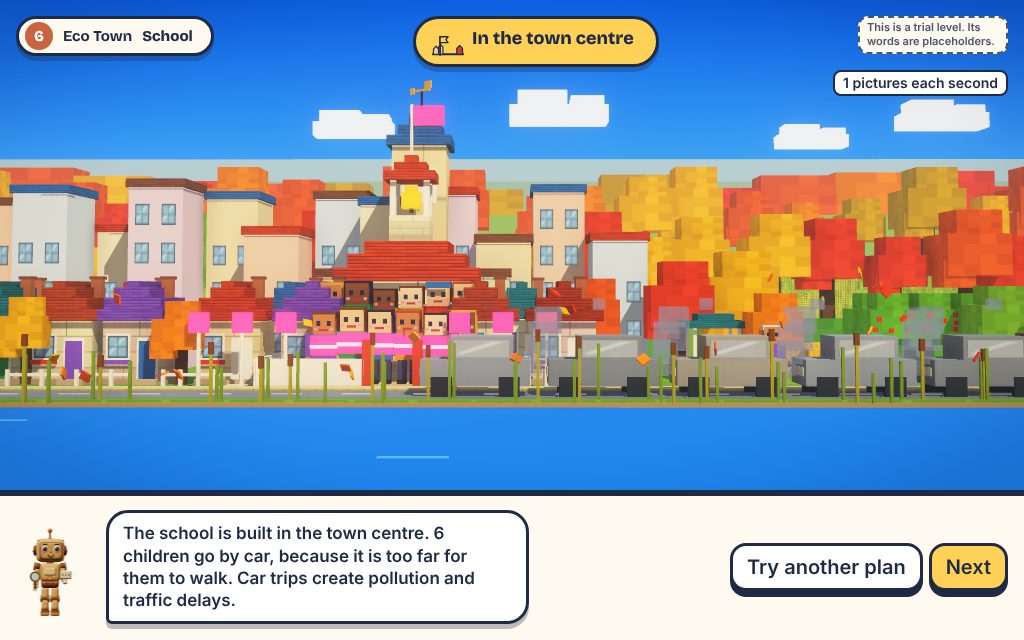 6 Eco Town School
In the town centre
This is a trial level. Its
words are placeholders.
1 pictures each second
The school is built in the town centre. 6
children go by car, because it is too far for
them to walk. Car trips create pollution and
traffic delays.
Try another plan
Next